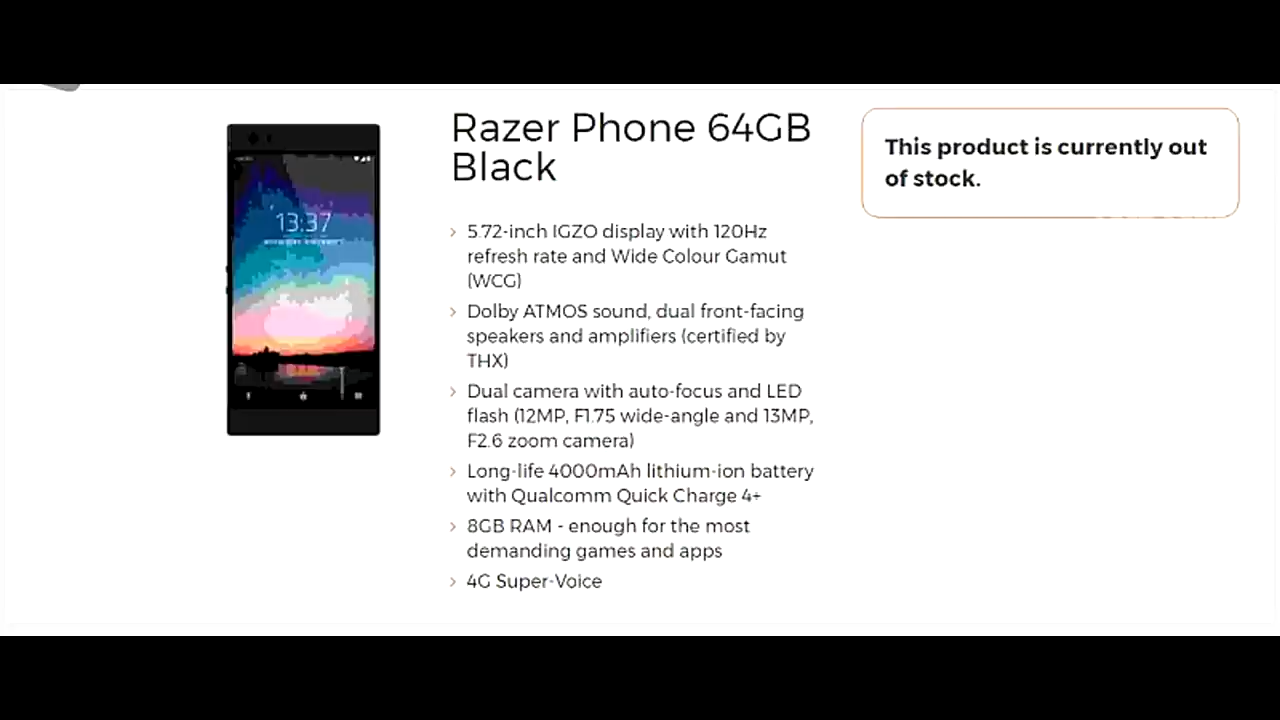 Razer Phone 64GB
Black
5.72-inch IGZO display with 120Hz
refresh rate and Wide Colour Gamut
(WCG)
Dolby ATMOS sound, dual front-facing
speakers and amplifiers (certified by
THX)
Dual camera with auto-focus and LED
flash (12MP, F1.75 wide-angle and 13MP,
F2.6 zoom camera)
Long-life 4000mAh lithium-ion battery
with Qualcomm Quick Charge 4+
8GB RAM - enough for the most
demanding games and apps
4G Super-Voice
This product is currently out
of stock.
13:37